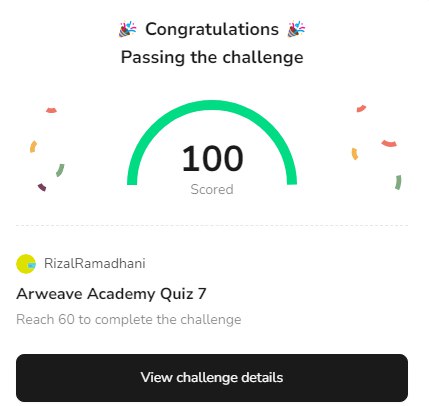 🎉 Congratulations 🎉
Passing the challenge
100
Scored
RizalRamadhani
Arweave Academy Quiz 7
Reach 60 to complete the challenge
View challenge details